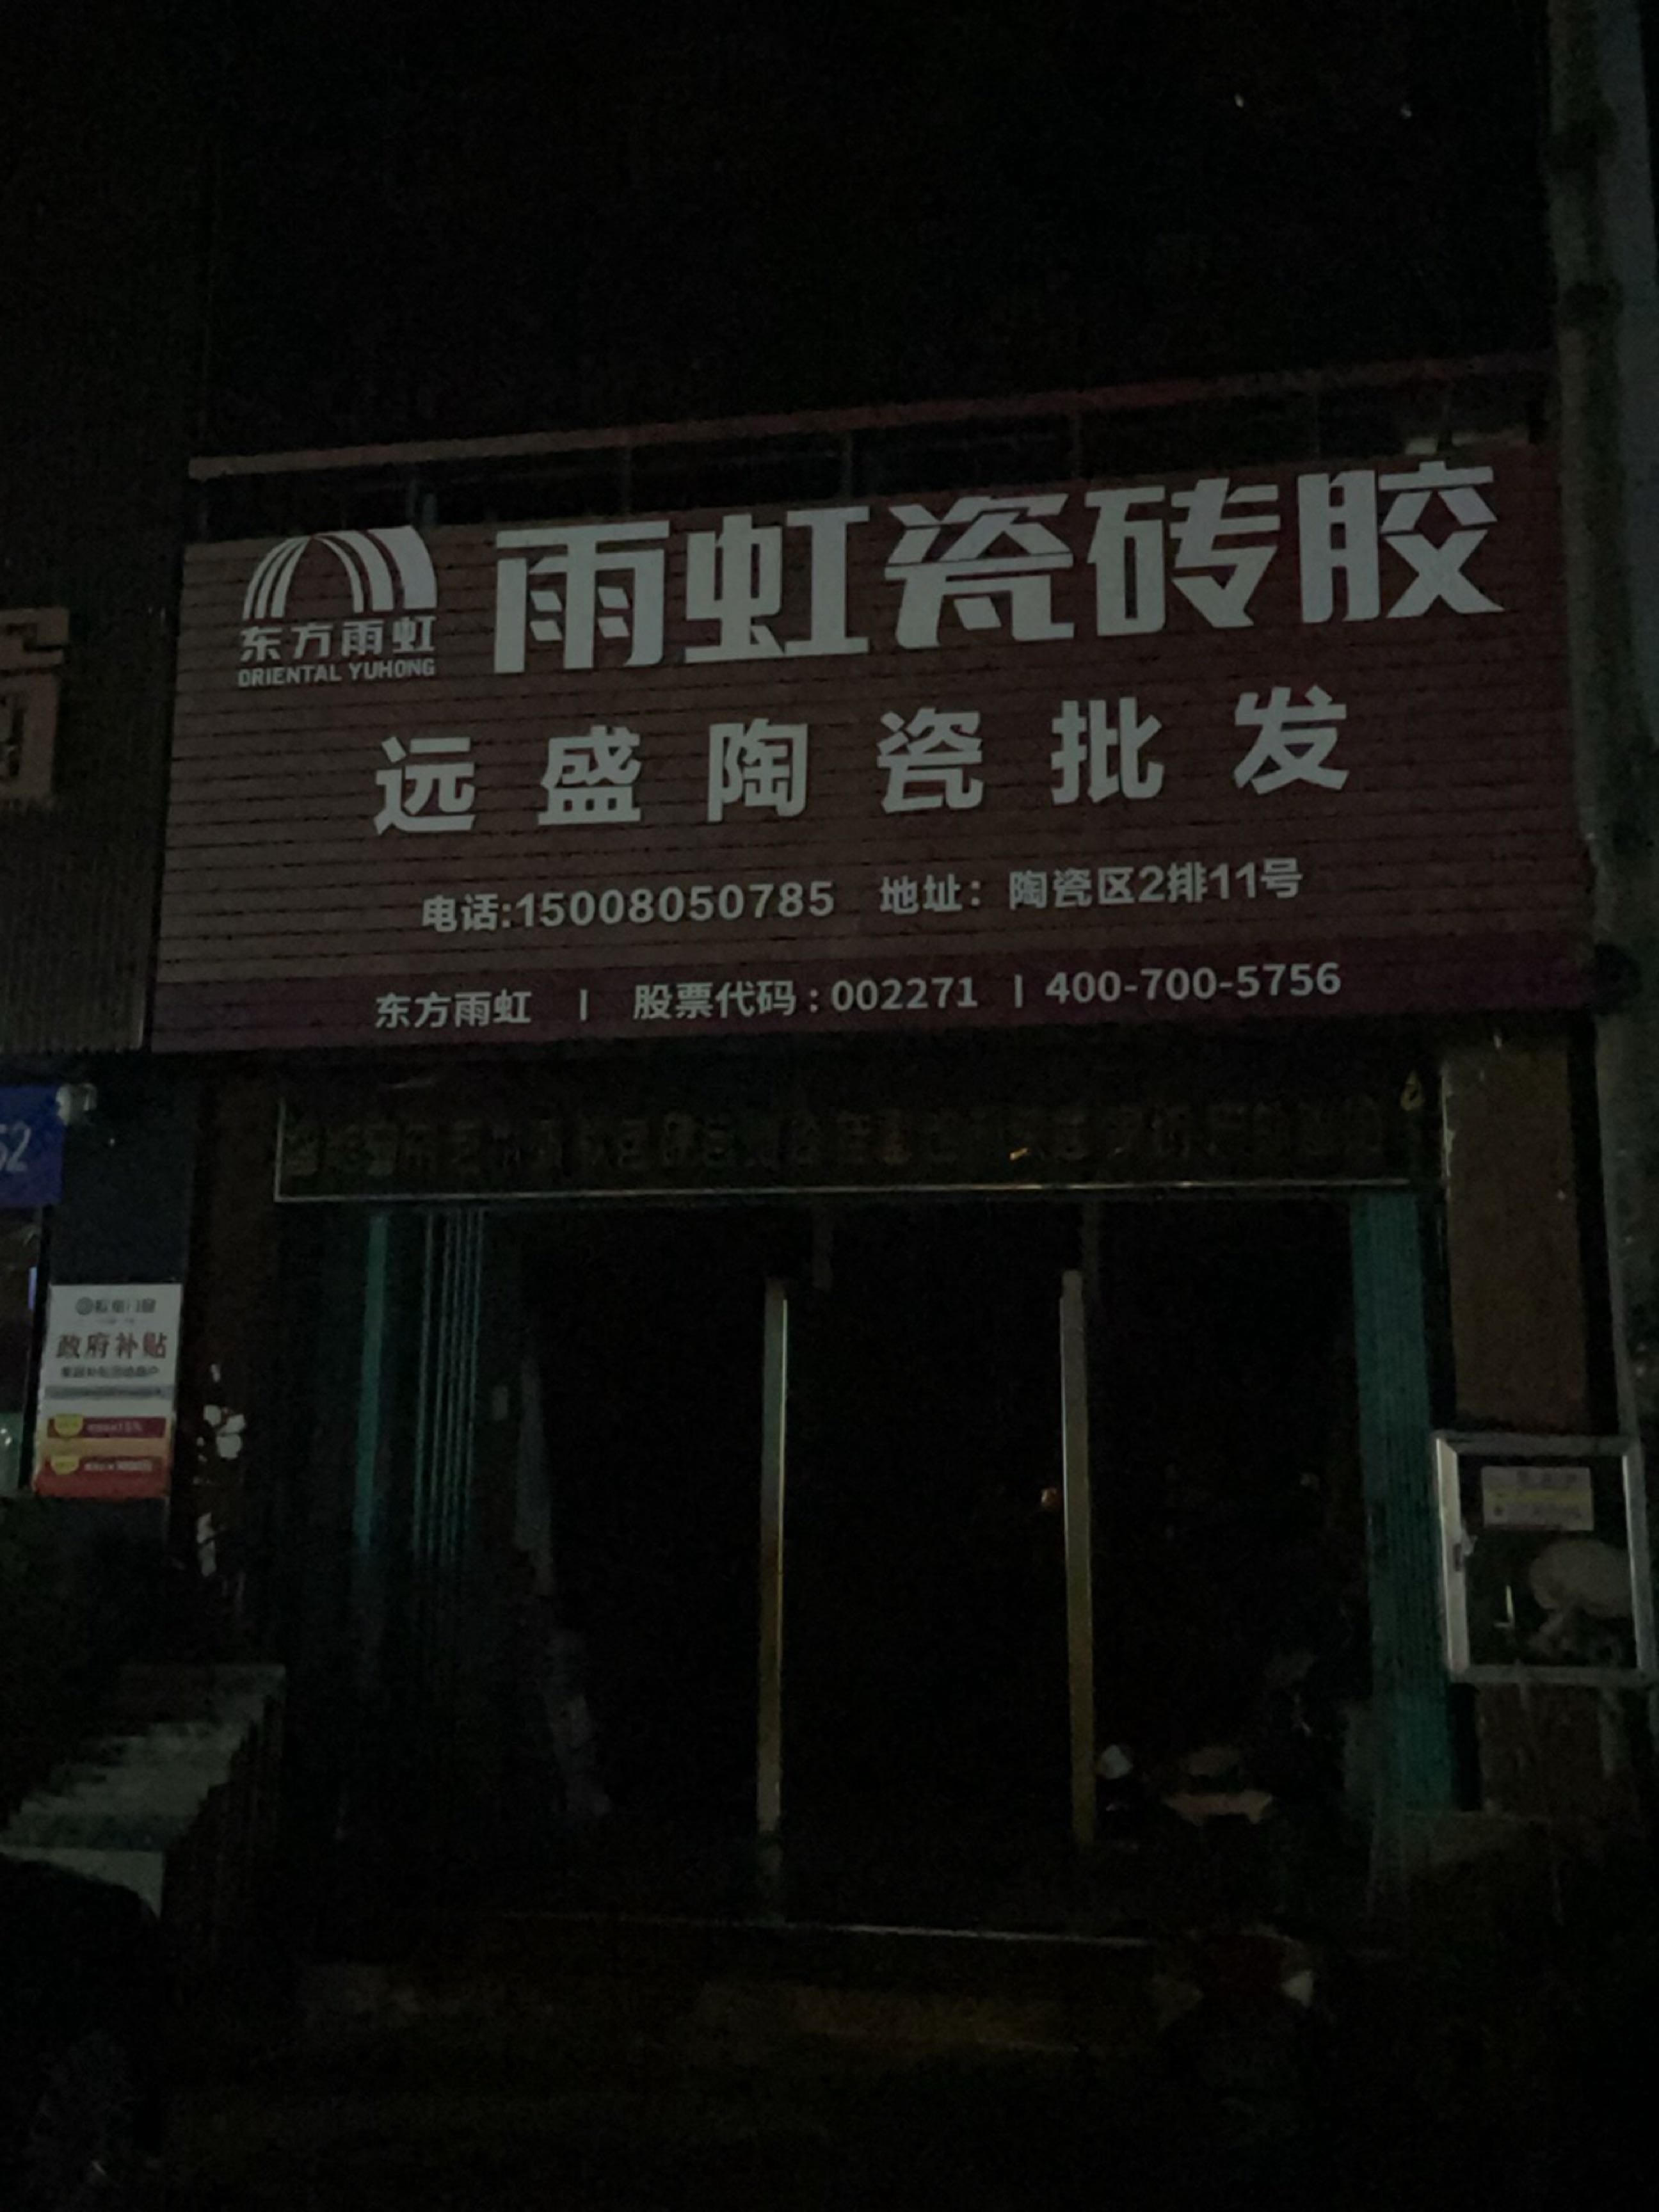 雨虹瓷砖胶
东方雨虹
ORIENTAL YUHONG
远盛陶瓷批发
电话:15008050785 地址：陶瓷区2排11号
东方雨虹 | 股票代码:002271 | 400-700-5756
52
政府补贴